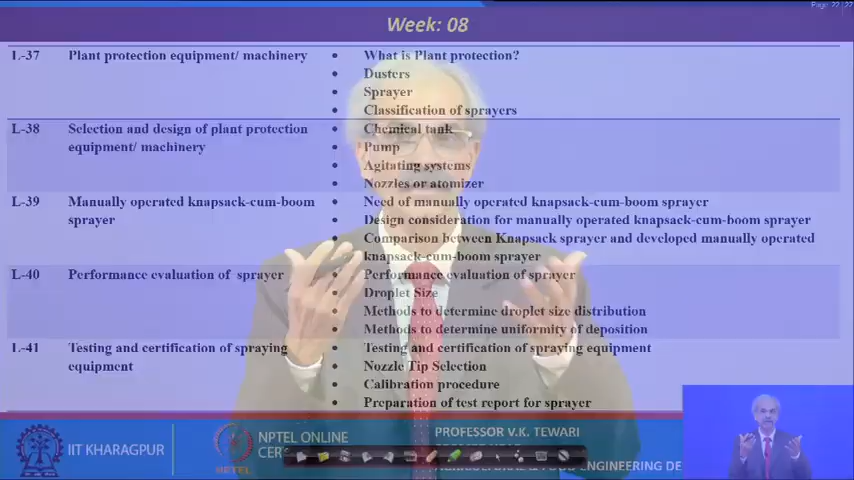 Page 22 / 22
Week: 08
L-37 Plant protection equipment/ machinery • What is Plant protection?
• Dusters
• Sprayer
• Classification of sprayers
L-38 Selection and design of plant protection • Chemical tank
equipment/ machinery • Pump
• Agitating systems
• Nozzles or atomizer
L-39 Manually operated knapsack-cum-boom • Need of manually operated knapsack-cum-boom sprayer
sprayer • Design consideration for manually operated knapsack-cum-boom sprayer
• Comparison between Knapsack sprayer and developed manually operated
knapsack-cum-boom sprayer
L-40 Performance evaluation of sprayer • Performance evaluation of sprayer
• Droplet Size
• Methods to determine droplet size distribution
• Methods to determine uniformity of deposition
L-41 Testing and certification of spraying • Testing and certification of spraying equipment
equipment • Nozzle Tip Selection
• Calibration procedure
• Preparation of test report for sprayer
IIT KHARAGPUR
NPTEL
NPTEL ONLINE
PROFESSOR V.K. TEWARI
ENGINEERING DE